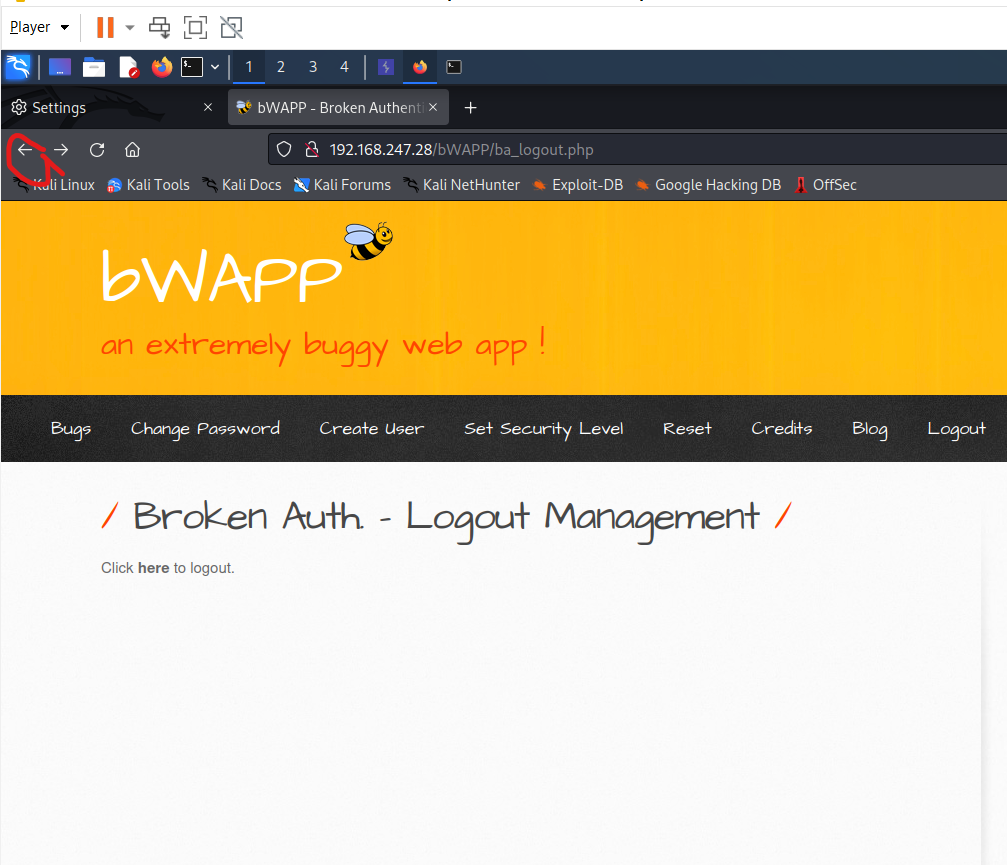 Player
1 2 3 4
Settings
bWAPP - Broken Authenti
192.168.247.28/bWAPP/ba_logout.php
Kali Linux Kali Tools Kali Docs Kali Forums Kali NetHunter Exploit-DB Google Hacking DB OffSec
bWAPP
an extremely buggy web app !
Bugs Change Password Create User Set Security Level Reset Credits Blog Logout
/ Broken Auth. - Logout Management /
Click here to logout.